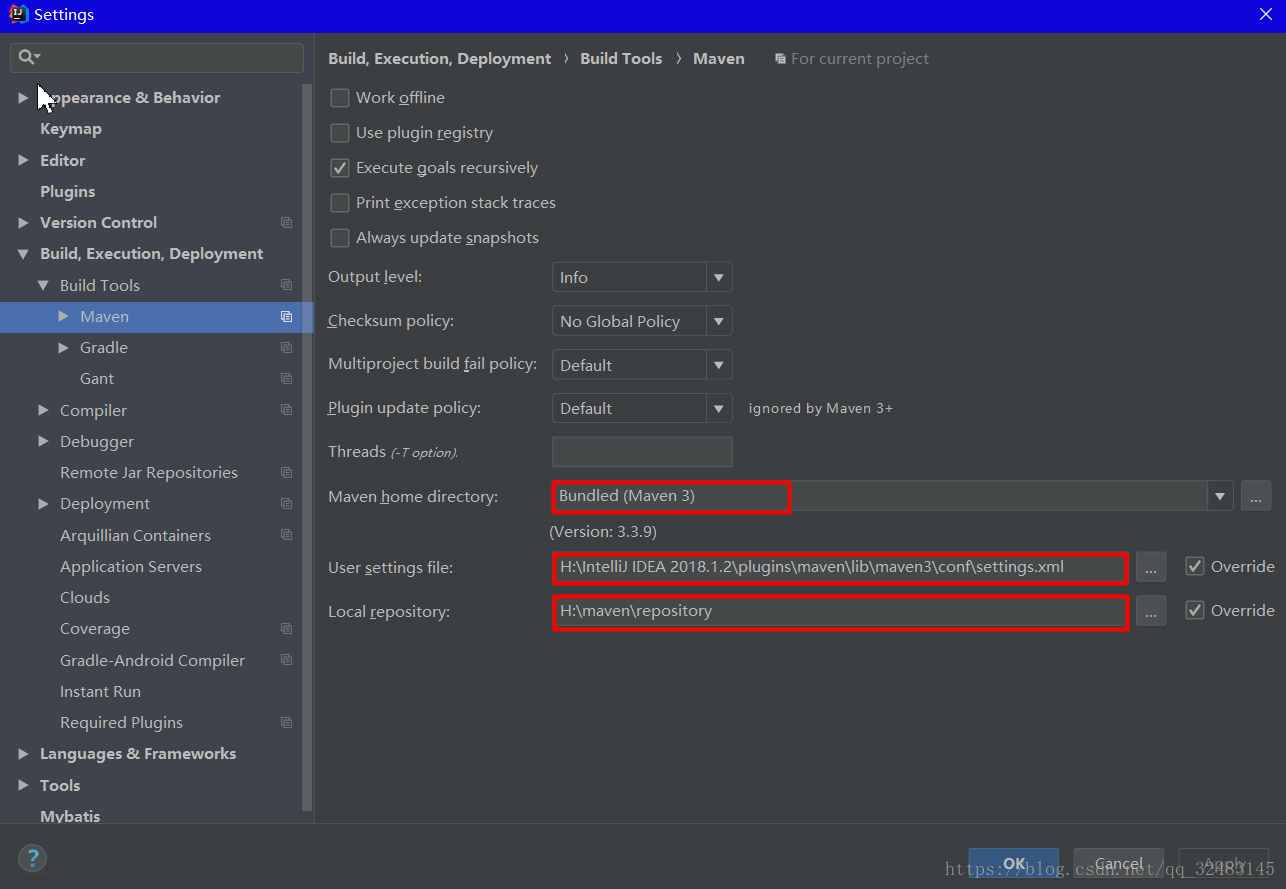 Settings
Build, Execution, Deployment › Build Tools › Maven For current project
Appearance & Behavior
Keymap
Editor
Plugins
Version Control
Build, Execution, Deployment
Build Tools
Maven
Gradle
Gant
Compiler
Debugger
Remote Jar Repositories
Deployment
Arquillian Containers
Application Servers
Clouds
Coverage
Gradle-Android Compiler
Instant Run
Required Plugins
Languages & Frameworks
Tools
Mybatis
Work offline
Use plugin registry
Execute goals recursively
Print exception stack traces
Always update snapshots
Output level: Info
Checksum policy: No Global Policy
Multiproject build fail policy: Default
Plugin update policy: Default ignored by Maven 3+
Threads (-T option).
Maven home directory: Bundled (Maven 3) ...
(Version: 3.3.9)
User settings file: H:\IntelliJ IDEA 2018.1.2\plugins\maven\lib\maven3\conf\settings.xml ... Override
Local repository: H:\maven\repository ... Override
? OK Cancel Apply
https://blog.csdn.net/qq_32483145